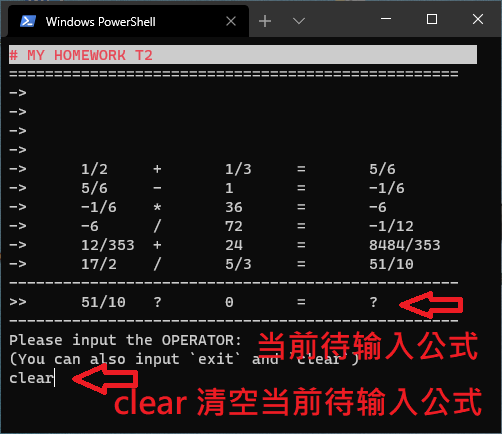 Windows PowerShell
# MY HOMEWORK T2
==================================================
->
->
->
->
-> 1/2 + 1/3 = 5/6
-> 5/6 - 1 = -1/6
-> -1/6 * 36 = -6
-> -6 / 72 = -1/12
-> 12/353 + 24 = 8484/353
-> 17/2 / 5/3 = 51/10
--------------------------------------------------
>> 51/10 ? 0 = ?
--------------------------------------------------
Please input the OPERATOR:
当前待输入公式
(You can also input `exit` and `clear`)
clear
clear 清空当前待输入公式